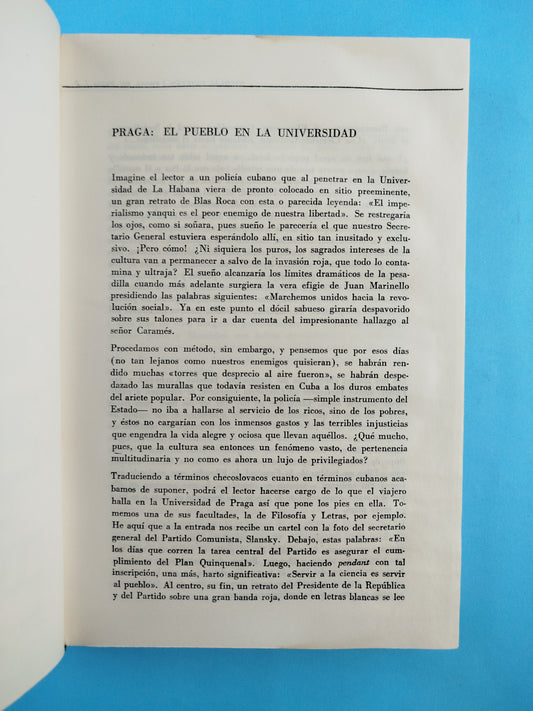 PRAGA: EL PUEBLO EN LA UNIVERSIDAD
Imagine el lector a un policía cubano que al penetrar en la Univer-
sidad de La Habana viera de pronto colocado en sitio preeminente,
un gran retrato de Blas Roca con esta o parecida leyenda: «El impe-
rialismo yanqui es el peor enemigo de nuestra libertad». Se restregaría
los ojos, como si soñara, pues sueño le parecería el que nuestro Secre-
tario General estuviera esperándolo allí, en sitio tan inusitado y exclu-
sivo. ¡Pero cómo! ¿Ni siquiera los puros, los sagrados intereses de la
cultura van a permanecer a salvo de la invasión roja, que todo lo conta-
mina y ultraja? El sueño alcanzaría los límites dramáticos de la pesa-
dilla cuando más adelante surgiera la vera efigie de Juan Marinello
presidiendo las palabras siguientes: «Marchemos unidos hacia la revo-
lución social». Ya en este punto el dócil sabueso giraría despavorido
sobre sus talones para ir a dar cuenta del impresionante hallazgo al
señor Caramés.
Procedamos con método, sin embargo, y pensemos que por esos días
(no tan lejanos como nuestros enemigos quisieran), se habrán ren-
dido muchas «torres que desprecio al aire fueron», se habrán despe-
dazado las murallas que todavía resisten en Cuba a los duros embates
del ariete popular. Por consiguiente, la policía —simple instrumento del
Estado— no iba a hallarse al servicio de los ricos, sino de los pobres,
y éstos no cargarían con los inmensos gastos y las terribles injusticias
que engendra la vida alegre y ociosa que llevan aquéllos. ¿Qué mucho,
pues, que la cultura sea entonces un fenómeno vasto, de pertenencia
multitudinaria y no como es ahora un lujo de privilegiados?
Traduciendo a términos checoslovacos cuanto en términos cubanos aca-
bamos de suponer, podrá el lector hacerse cargo de lo que el viajero
halla en la Universidad de Praga así que pone los pies en ella. To-
memos una de sus facultades, la de Filosofía y Letras, por ejemplo.
He aquí que a la entrada nos recibe un cartel con la foto del secretario
general del Partido Comunista, Slansky. Debajo, estas palabras: «En
los días que corren la tarea central del Partido es asegurar el cum-
plimiento del Plan Quinquenal». Luego, haciendo pendant con tal
inscripción, una más, harto significativa: «Servir a la ciencia es servir
al pueblo». Al centro, su fin, un retrato del Presidente de la República
y del Partido sobre una gran banda roja, donde en letras blancas se lee